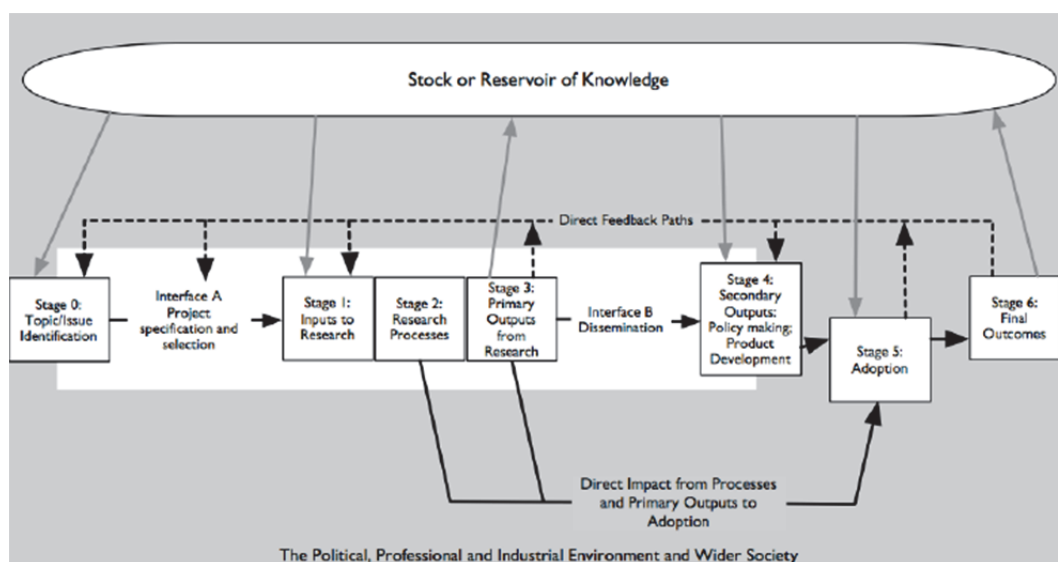 Stock or Reservoir of Knowledge
Direct Feedback Paths
Stage 0:
Topic/Issue
Identification
Interface A
Project
specification and
selection
Stage 1:
Inputs to
Research
Stage 2:
Research
Processes
Stage 3:
Primary
Outputs
from
Research
Interface B
Dissemination
Stage 4:
Secondary
Outputs:
Policy making;
Product
Development
Stage 5:
Adoption
Stage 6:
Final
Outcomes
Direct Impact from Processes
and Primary Outputs to
Adoption
The Political, Professional and Industrial Environment and Wider Society